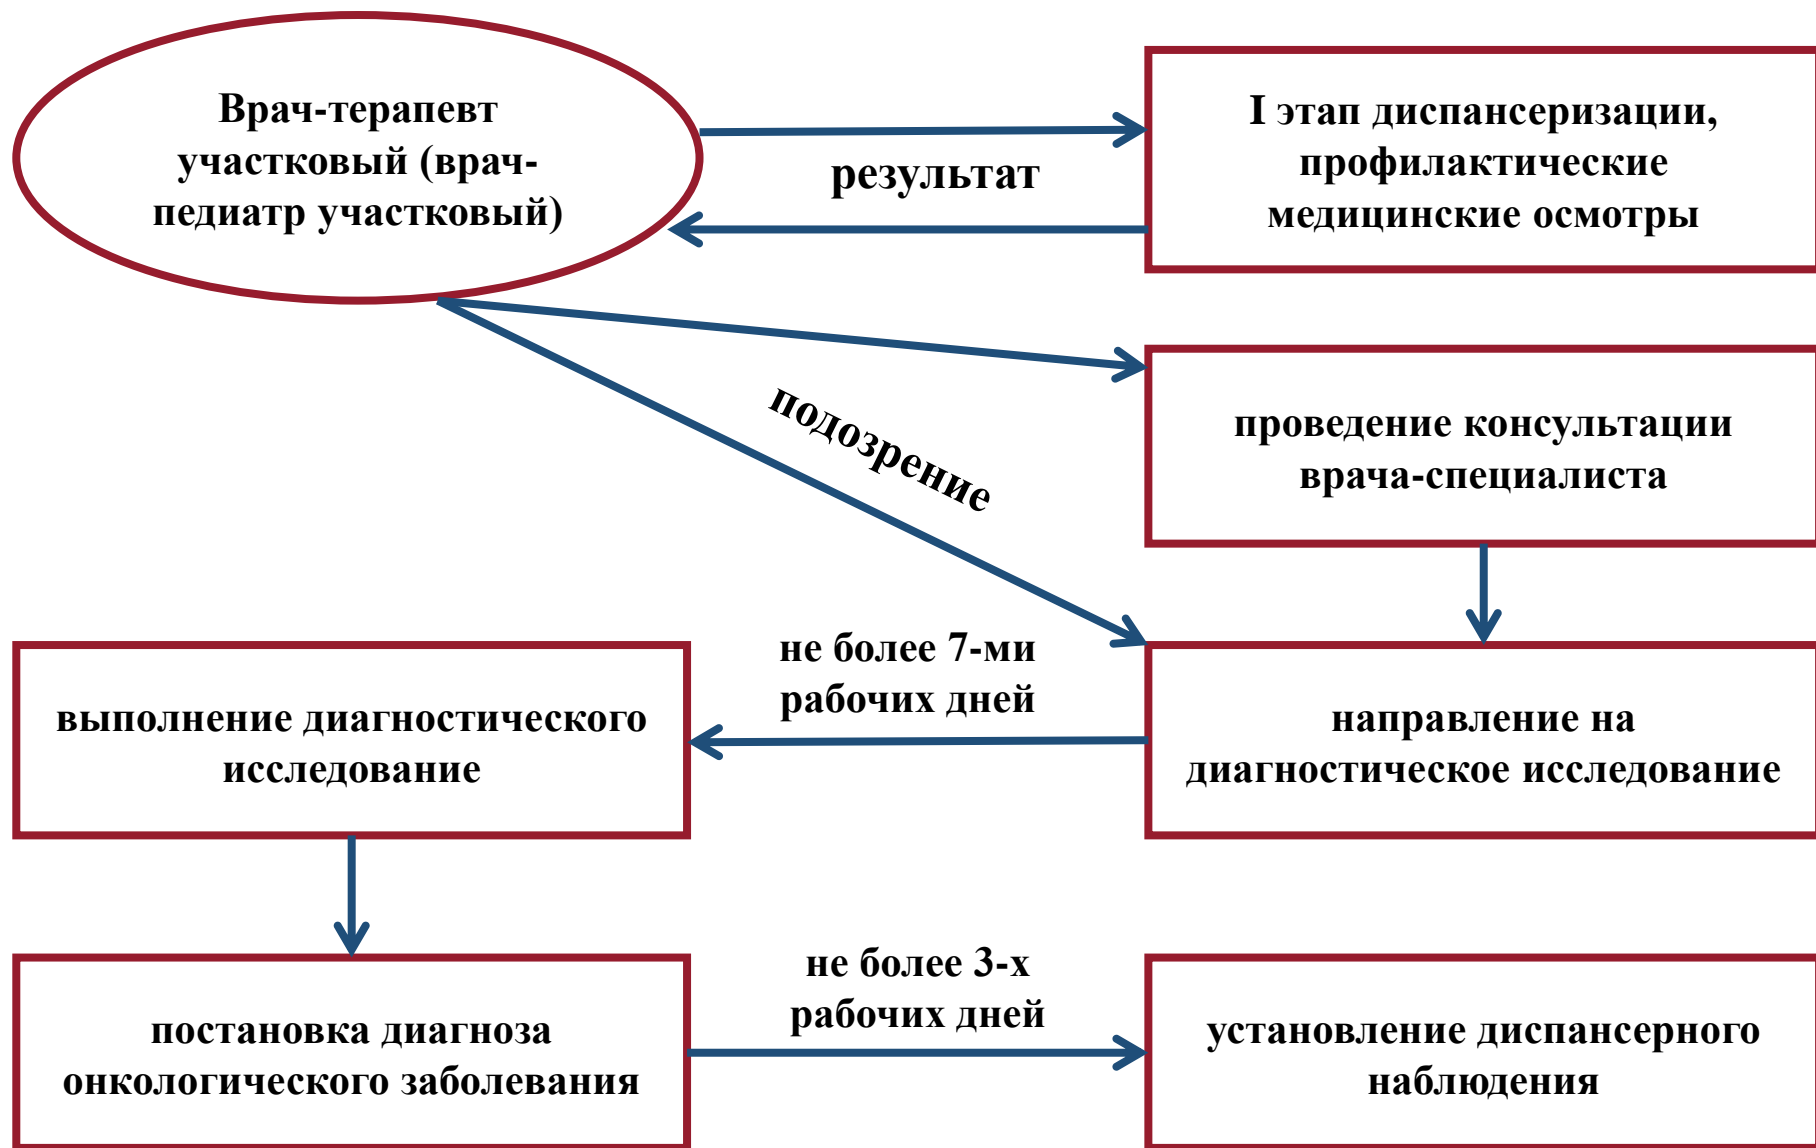 Врач-терапевт
участковый (врач-
педиатр участковый)
результат
I этап диспансеризации,
профилактические
медицинские осмотры
подозрение
проведение консультации
врача-специалиста
не более 7-ми
рабочих дней
выполнение диагностического
исследование
направление на
диагностическое исследование
не более 3-х
рабочих дней
постановка диагноза
онкологического заболевания
установление диспансерного
наблюдения